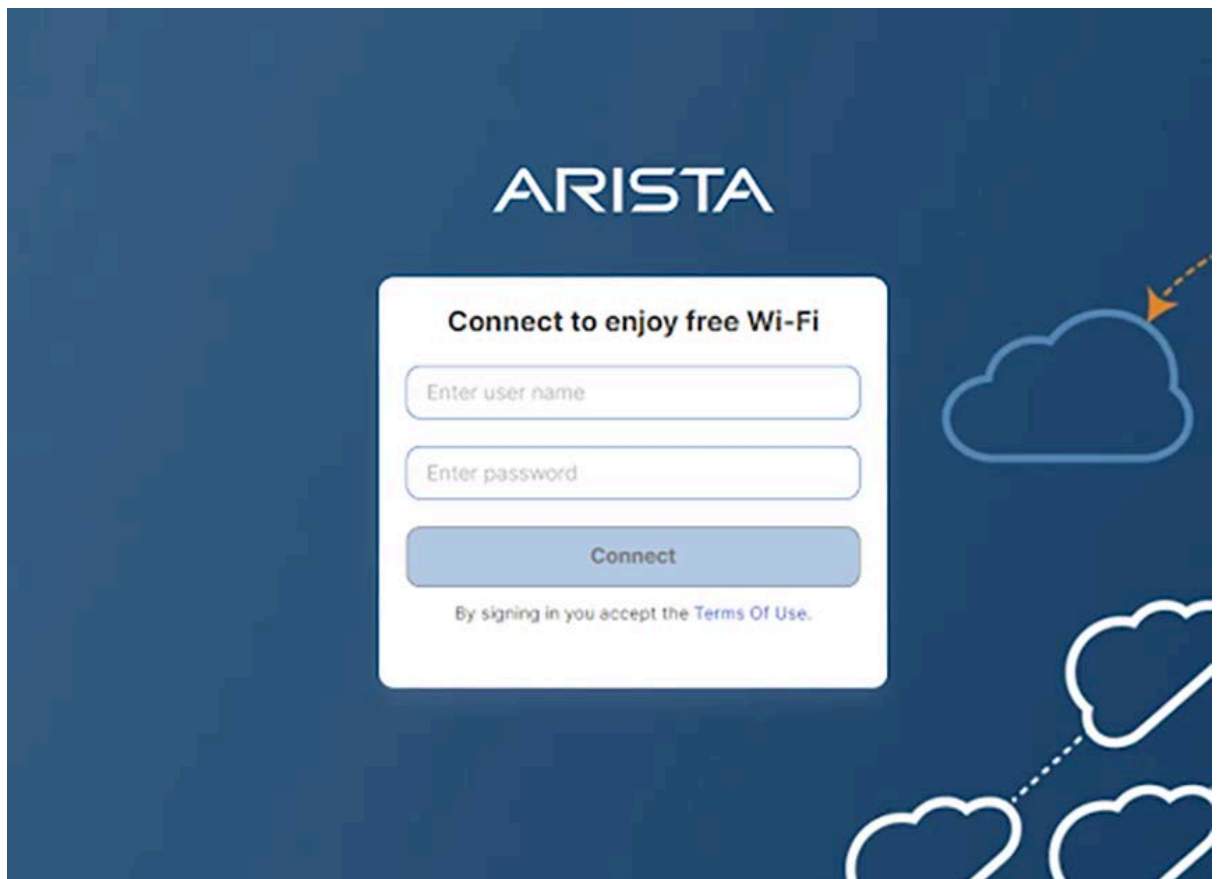 ARISTA
Connect to enjoy free Wi-Fi
Enter user name
Enter password
Connect
By signing in you accept the Terms Of Use.